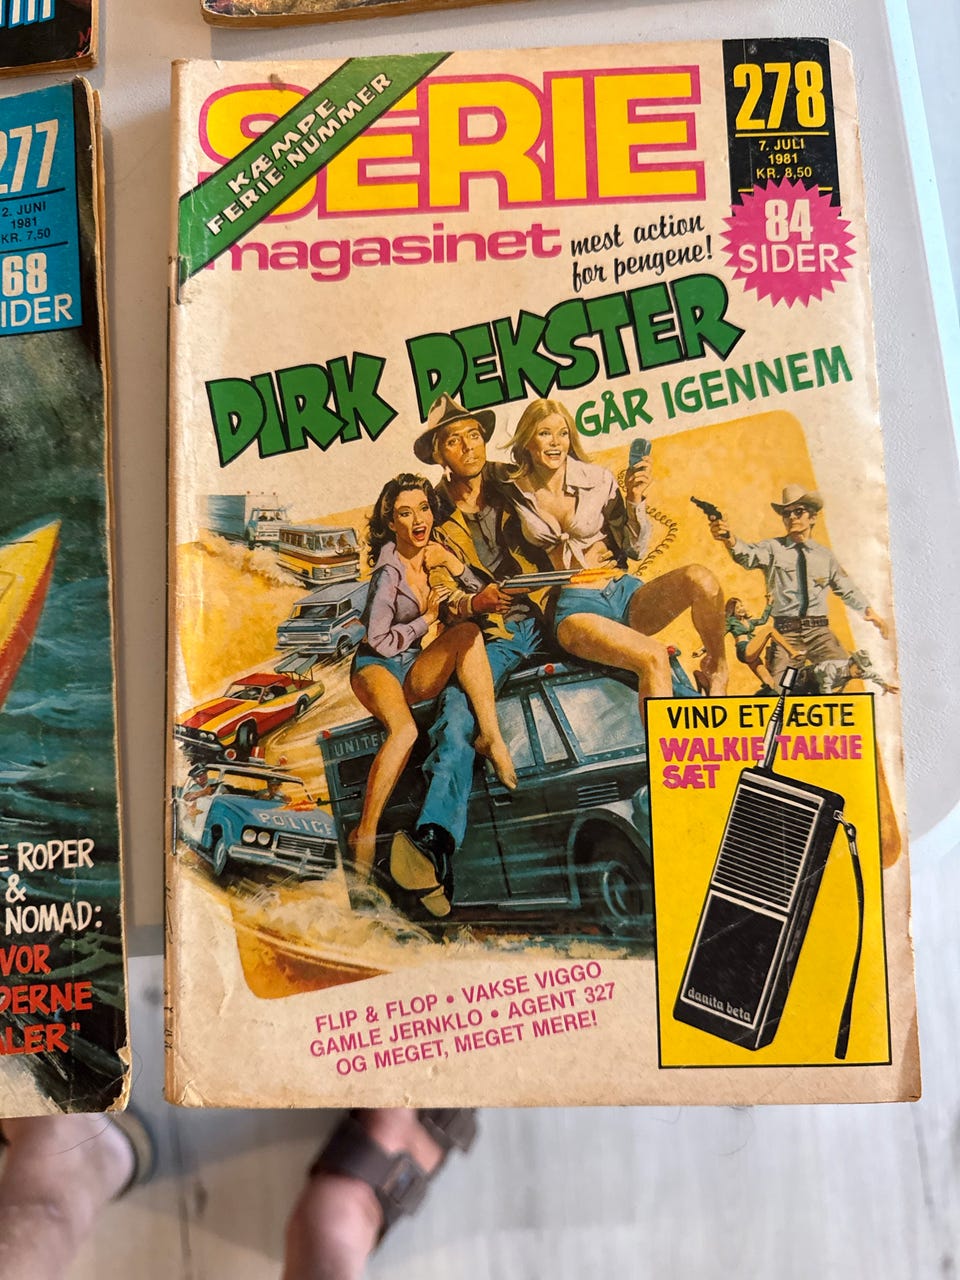 KÆMPE
FERIE·NUMMER
SERIE
magasinet
mest action
for pengene!
278
7. JULI
1981
KR. 8,50
84
SIDER
DIRK DEKSTER
GÅR IGENNEM
UNITED
POLICE
VIND ET ÆGTE
WALKIE TALKIE
SÆT
danita beta
FLIP & FLOP • VAKSE VIGGO
GAMLE JERNKLO • AGENT 327
OG MEGET, MEGET MERE!
277
2. JUNI
1981
KR. 7,50
68
IDER
E ROPER
&
NOMAD:
VOR
DERNE
ALER"